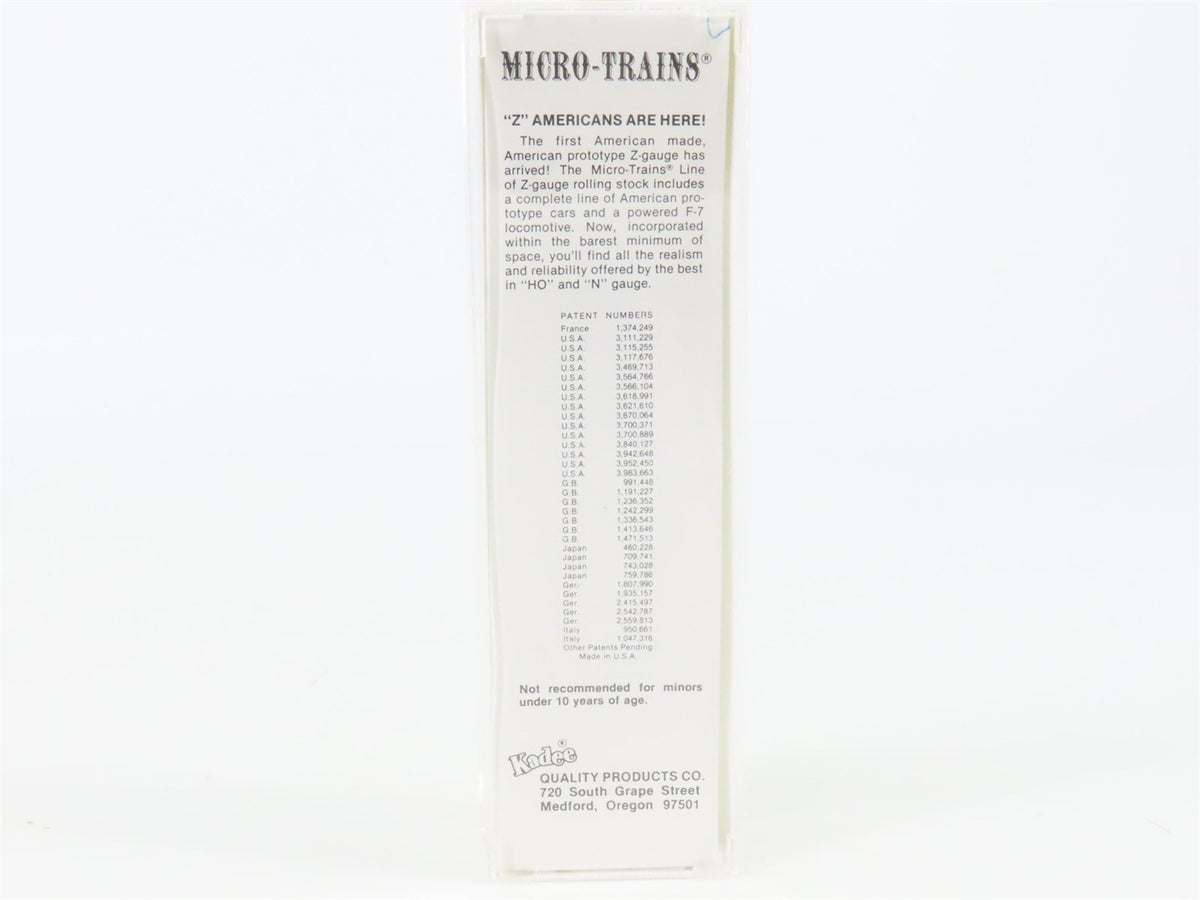 MICRO-TRAINS®
"Z" AMERICANS ARE HERE!
The first American made,
American prototype Z-gauge has
arrived! The Micro-Trains® Line
of Z-gauge rolling stock includes
a complete line of American pro-
totype cars and a powered F-7
locomotive. Now, incorporated
within the barest minimum of
space, you'll find all the realism
and reliability offered by the best
in "HO" and "N" gauge.
PATENT NUMBERS
France 1,374,249
U.S.A. 3,111,229
U.S.A. 3,115,255
U.S.A. 3,117,676
U.S.A. 3,469,713
U.S.A. 3,564,766
U.S.A. 3,566,104
U.S.A. 3,618,991
U.S.A. 3,621,610
U.S.A. 3,670,064
U.S.A. 3,700,371
U.S.A. 3,700,889
U.S.A. 3,840,127
U.S.A. 3,942,648
U.S.A. 3,952,450
U.S.A. 3,983,663
G.B. 991,448
G.B. 1,191,227
G.B. 1,236,352
G.B. 1,242,299
G.B. 1,336,543
G.B. 1,413,646
G.B. 1,471,513
Japan 460,228
Japan 709,741
Japan 743,028
Japan 759,786
Ger. 1,807,990
Ger. 1,935,157
Ger. 2,415,497
Ger. 2,542,787
Ger. 2,559,813
Italy 950,661
Italy 1,047,316
Other Patents Pending
Made in U.S.A.
Not recommended for minors
under 10 years of age.
Kadee®
QUALITY PRODUCTS CO.
720 South Grape Street
Medford, Oregon 97501